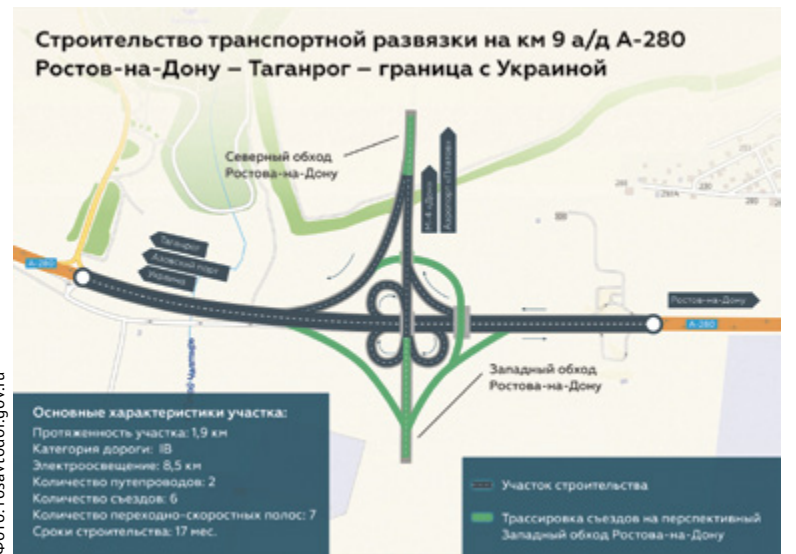 Строительство транспортной развязки на км 9 а/д А-280
Ростов-на-Дону – Таганрог – граница с Украиной
Северный обход
Ростова-на-Дону
М-4 «Дон»
Аэропорт «Платов»
Таганрог
Азовский порт
Украина
А-280
Ростов-на-Дону
А-280
Западный обход
Ростова-на-Дону
Основные характеристики участка:
Протяженность участка: 1,9 км
Категория дороги: IВ
Электроосвещение: 8,5 км
Количество путепроводов: 2
Количество съездов: 6
Количество переходно-скоростных полос: 7
Сроки строительства: 17 мес.
Участок строительства
Трассировка съездов на перспективный
Западный обход Ростова-на-Дону
Фото: rosavtodor.gov.ru